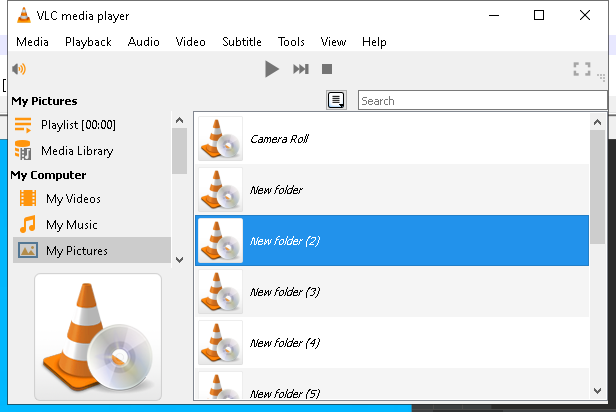 VLC media player
Media Playback Audio Video Subtitle Tools View Help
My Pictures
Search
Playlist [00:00]
Media Library
My Computer
My Videos
My Music
My Pictures
Camera Roll
New folder
New folder (2)
New folder (3)
New folder (4)
New folder (5)